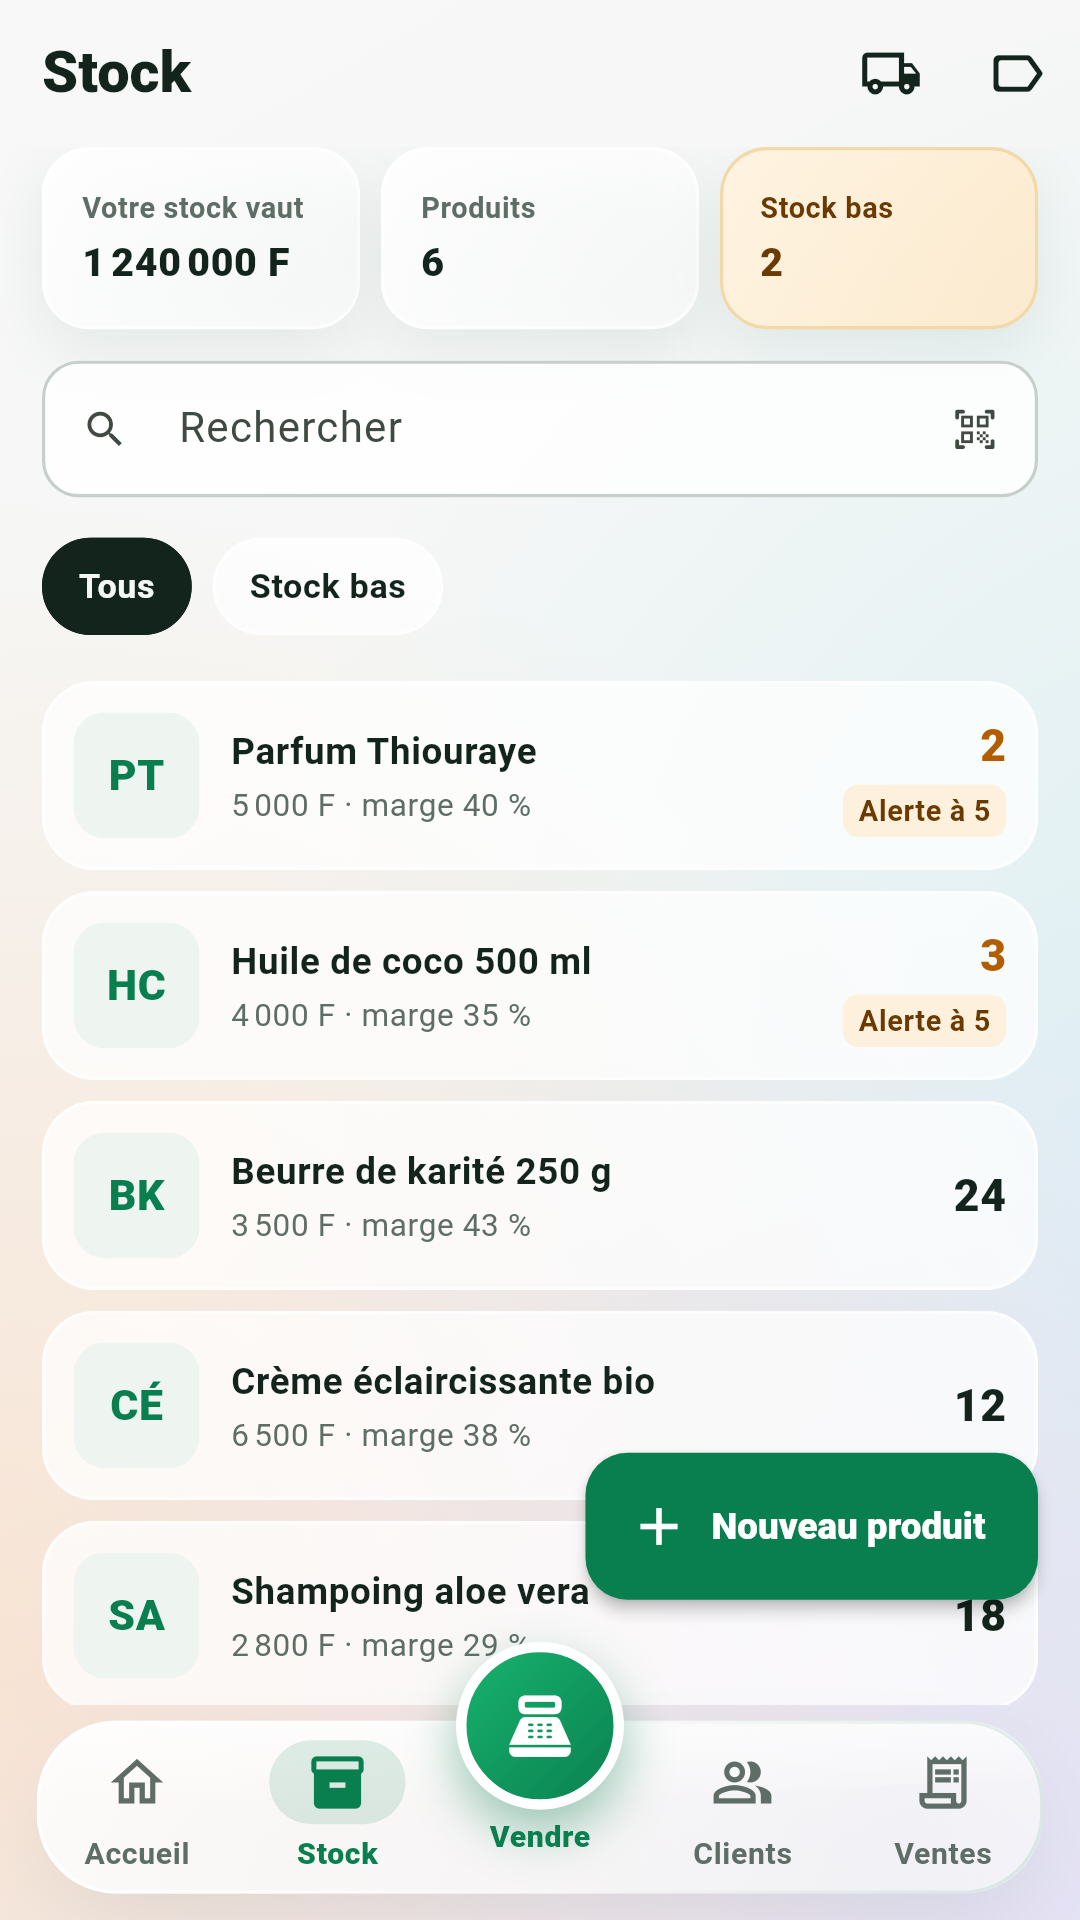 Stock
Votre stock vaut
1 240 000 F
Produits
6
Stock bas
2
Rechercher
Tous
Stock bas
PT
Parfum Thiouraye
5 000 F · marge 40 %
2
Alerte à 5
HC
Huile de coco 500 ml
4 000 F · marge 35 %
3
Alerte à 5
BK
Beurre de karité 250 g
3 500 F · marge 43 %
24
CÉ
Crème éclaircissante bio
6 500 F · marge 38 %
12
Nouveau produit
SA
Shampoing aloe vera
2 800 F · marge 29 %
18
Accueil
Stock
Vendre
Clients
Ventes